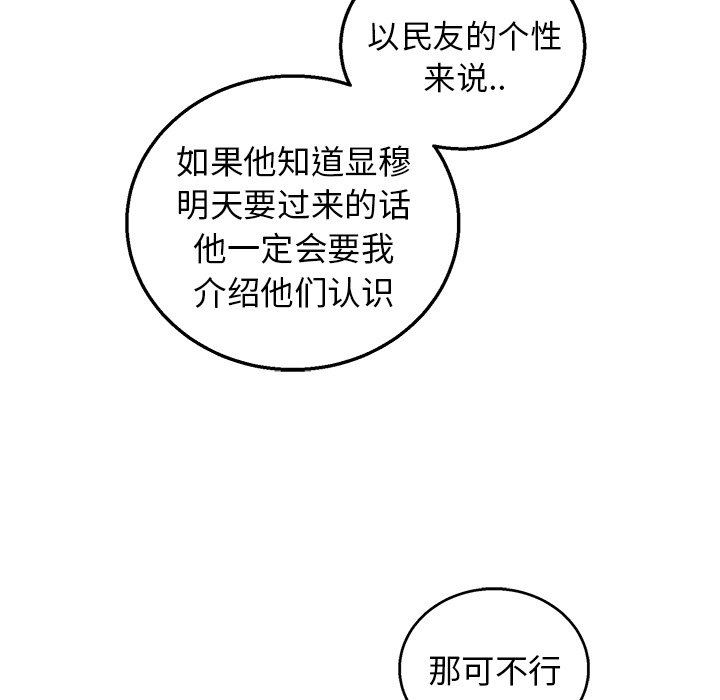 以民友的个性
来说..
如果他知道显穆
明天要过来的话
他一定会要我
介绍他们认识
那可不行